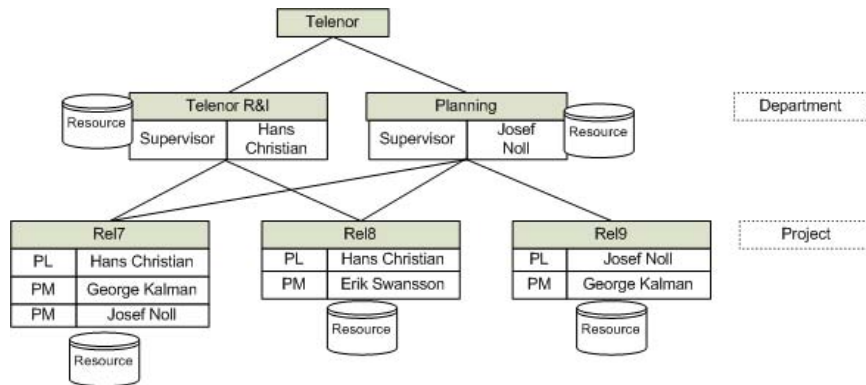 Telenor
Telenor R&I
Planning
Department
Resource
Supervisor
Hans
Christian
Supervisor
Josef
Noll
Resource
Rel7
Rel8
Rel9
Project
PL
Hans Christian
PL
Hans Christian
PL
Josef Noll
PM
George Kalman
PM
Erik Swansson
PM
George Kalman
PM
Josef Noll
Resource
Resource
Resource